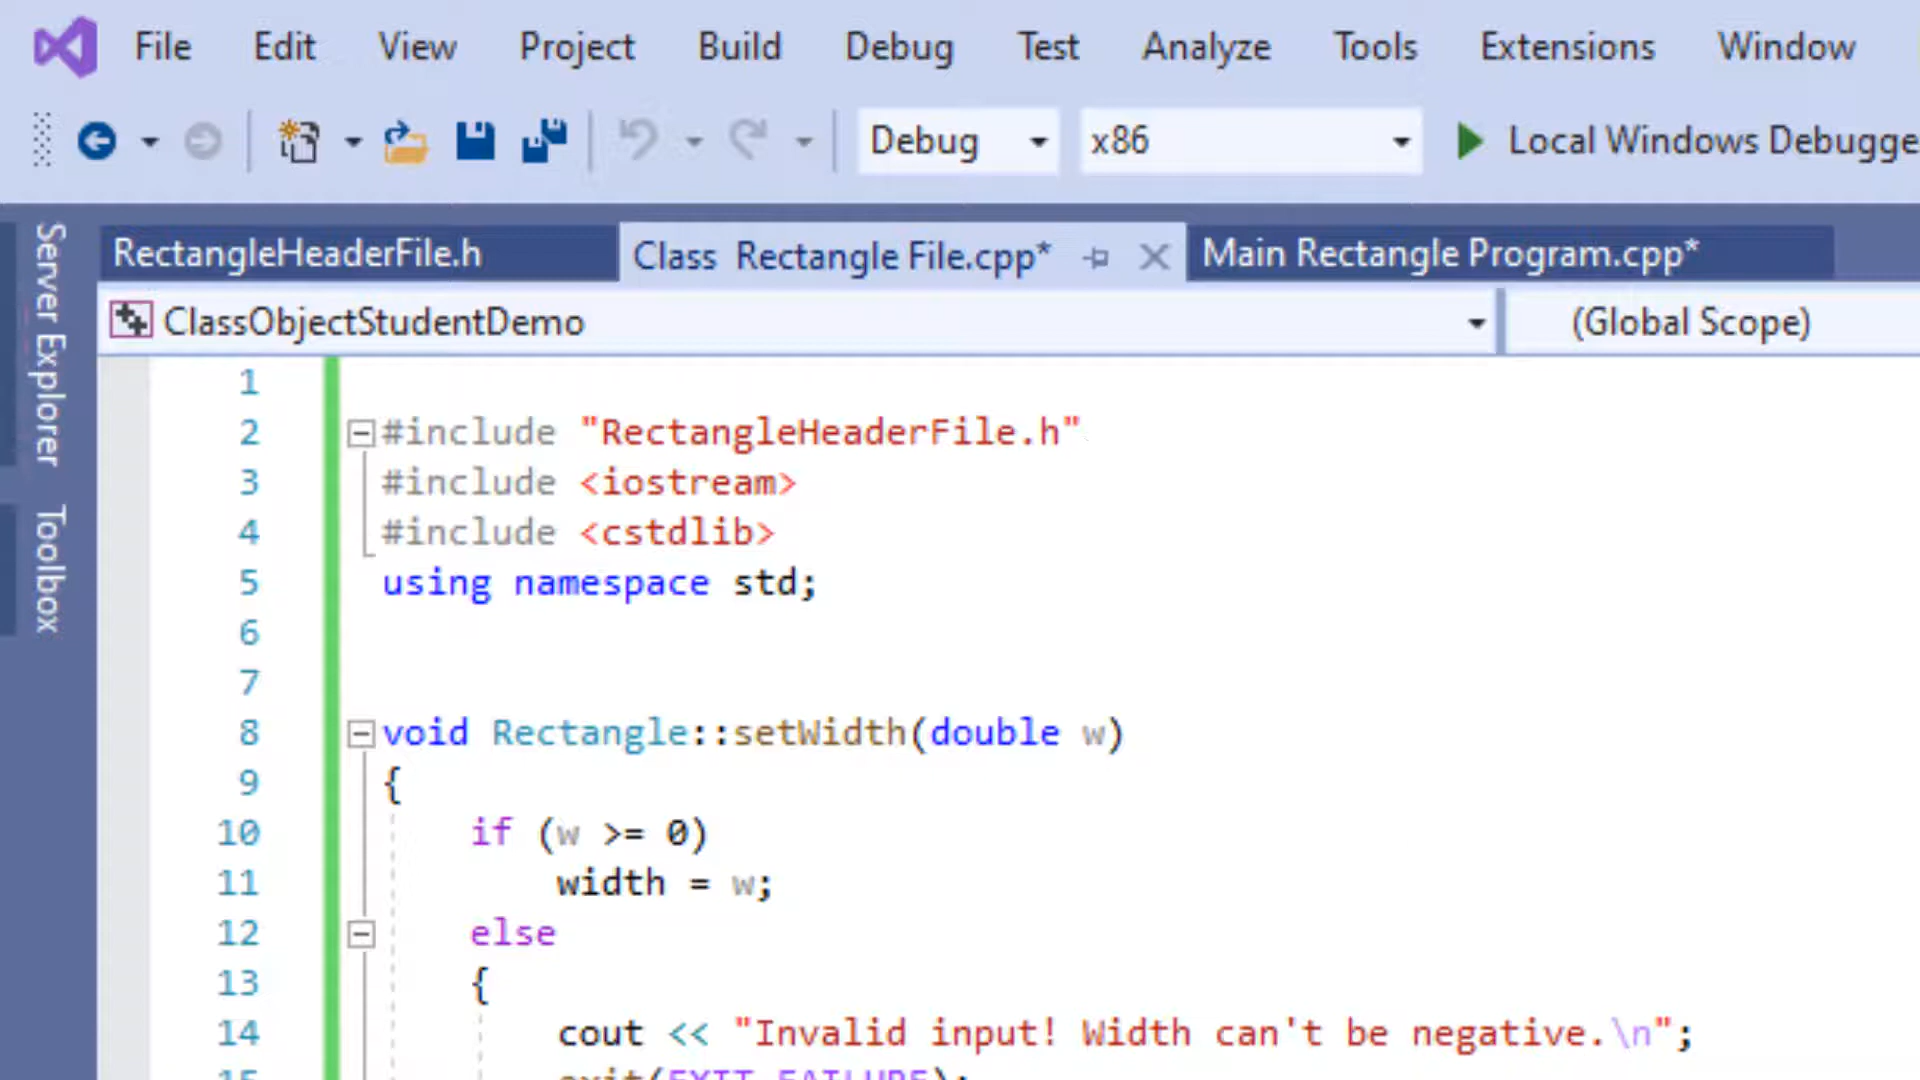 File Edit View Project Build Debug Test Analyze Tools Extensions Window
Debug x86 Local Windows Debugge
Server Explorer
Toolbox
RectangleHeaderFile.h Class Rectangle File.cpp* Main Rectangle Program.cpp*
ClassObjectStudentDemo (Global Scope)
1
2 #include "RectangleHeaderFile.h"
3 #include <iostream>
4 #include <cstdlib>
5 using namespace std;
6
7
8 void Rectangle::setWidth(double w)
9 {
10 if (w >= 0)
11 width = w;
12 else
13 {
14 cout << "Invalid input! Width can't be negative.\n";
15 exit(EXIT_FAILURE);